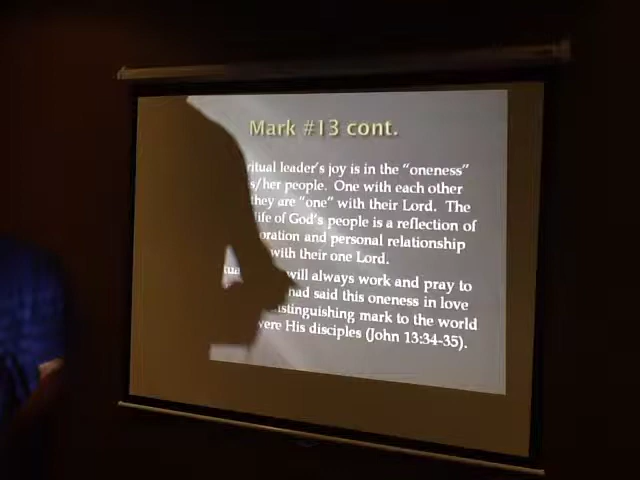 Mark #13 cont.
ritual leader's joy is in the "oneness"
s/her people. One with each other
they are "one" with their Lord. The
life of God's people is a reflection of
oration and personal relationship
with their one Lord.
will always work and pray to
had said this oneness in love
istinguishing mark to the world
were His disciples (John 13:34-35).